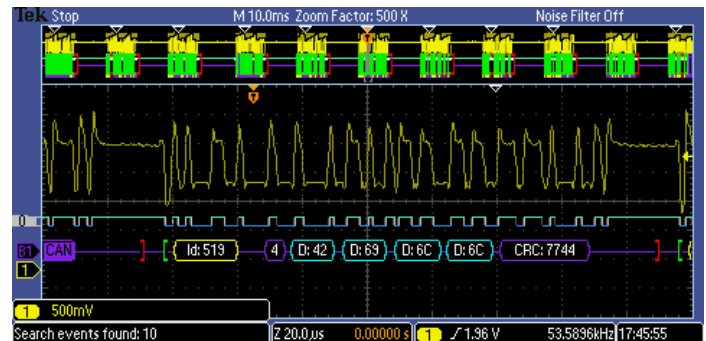 Tek Stop M 10.0ms Zoom Factor: 500 X Noise Filter Off
T
T
0
B1 CAN Id: 519 4 D: 42 D: 69 D: 6C D: 6C CRC: 7744
1
1 500mV
Search events found: 10 Z 20.0µs 0.00000 s 1 1.96 V 53.5896kHz 17:45:55